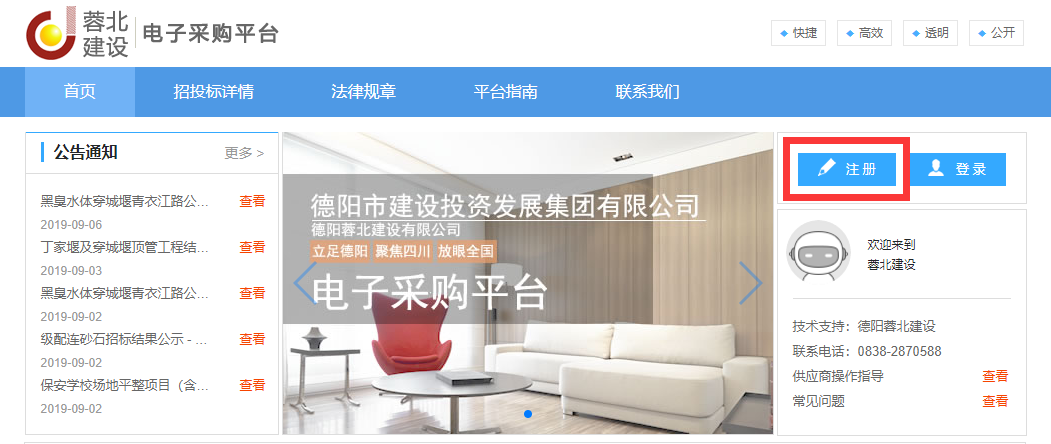 蓉北
建设
电子采购平台
快捷
高效
透明
公开
首页
招投标详情
法律规章
平台指南
联系我们
公告通知
更多 >
黑臭水体穿城堰青衣江路公...
查看
2019-09-06
丁家堰及穿城堰顶管工程结...
查看
2019-09-03
黑臭水体穿城堰青衣江路公...
查看
2019-09-02
级配连砂石招标结果公示 - ...
查看
2019-09-02
保安学校场地平整项目（含...
查看
2019-09-02
德阳市建设投资发展集团有限公司
德阳蓉北建设有限公司
立足德阳 聚焦四川 放眼全国
电子采购平台
注册
登录
欢迎来到
蓉北建设
技术支持：德阳蓉北建设
联系电话：0838-2870588
供应商操作指导
查看
常见问题
查看